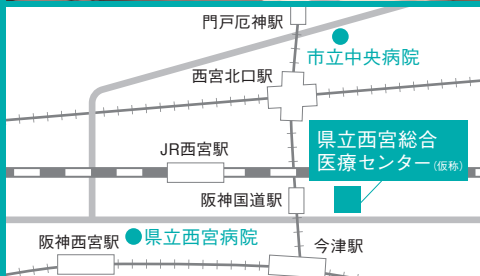 門戸厄神駅
市立中央病院
西宮北口駅
県立西宮総合
医療センター(仮称)
JR西宮駅
阪神国道駅
阪神西宮駅
県立西宮病院
今津駅